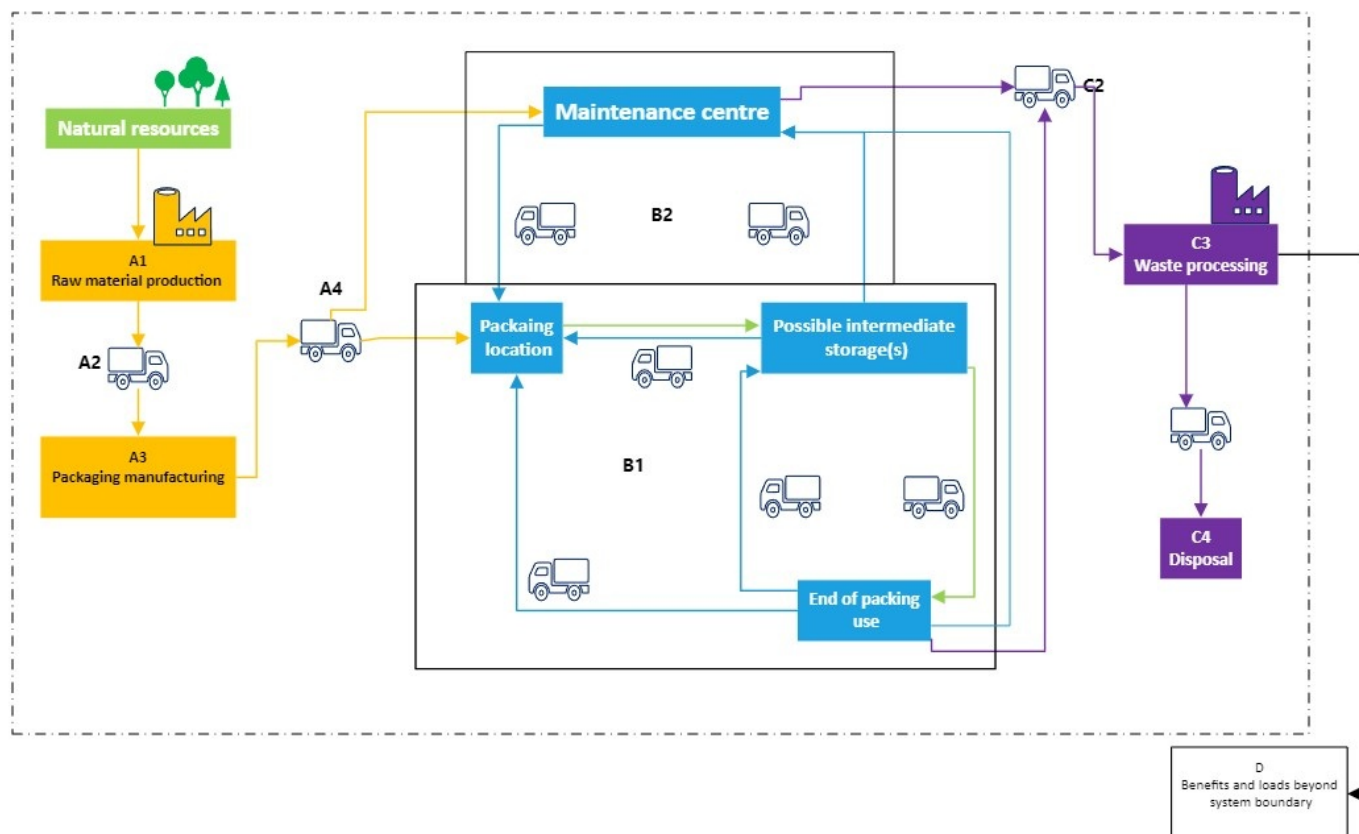 Natural resources
A1
Raw material production
A2
A3
Packaging manufacturing
A4
Maintenance centre
B2
Packaing
location
Possible intermediate
storage(s)
B1
End of packing
use
C2
C3
Waste processing
C4
Disposal
D
Benefits and loads beyond
system boundary